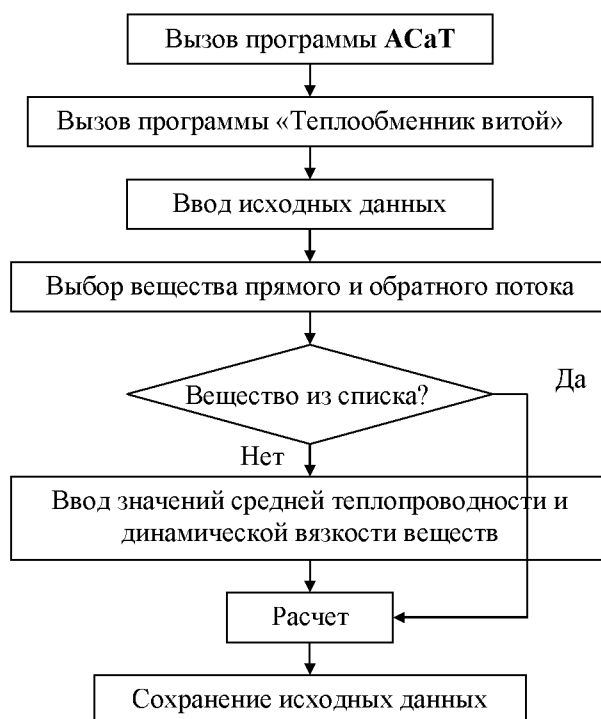 Вызов программы АСаТ
Вызов программы «Теплообменник витой»
Ввод исходных данных
Выбор вещества прямого и обратного потока
Вещество из списка?
Да
Нет
Ввод значений средней теплопроводности и
динамической вязкости веществ
Расчет
Сохранение исходных данных